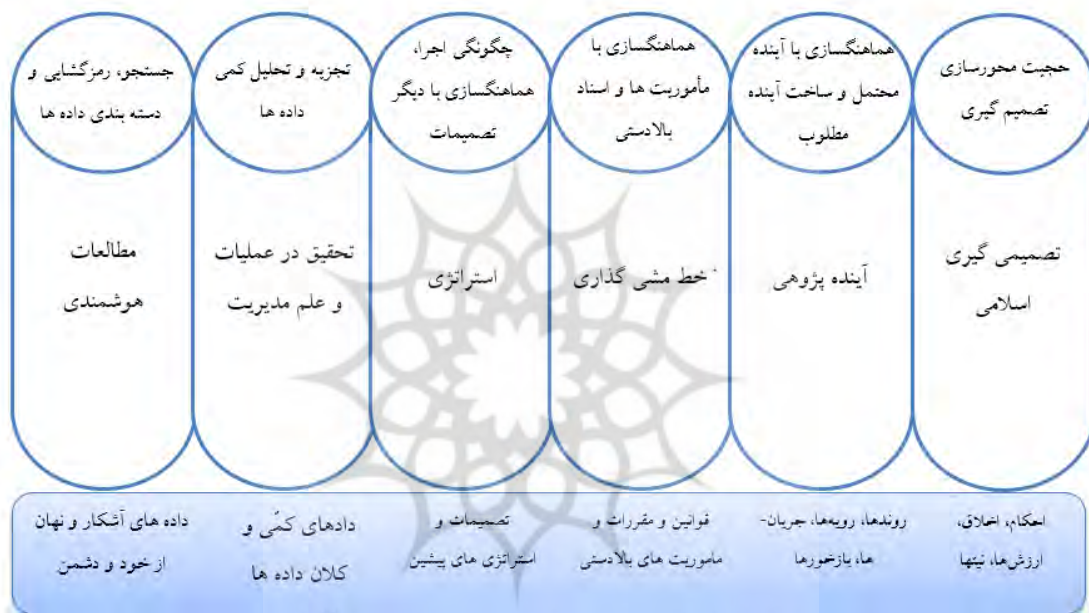 حجیت محورسازی
تصمیم گیری
هماهنگسازی با آینده
محتمل و ساخت آینده
مطلوب
هماهنگسازی با
مأموریت ها و اسناد
بالادستی
چگونگی اجرا،
هماهنگسازی با دیگر
تصمیمات
تجزیه و تحلیل کمی
داده ها
جستجو، رمزگشایی و
دسته بندی داده ها
تصمیمی گیری
اسلامی
آینده پژوهی
خط مشی گذاری
استراتژی
تحقیق در عملیات
و علم مدیریت
مطالعات
هوشمندی
احکام، اخلاق،
ارزش‌ها، نیتها
روندها، رویه‌ها، جریان-
ها، بازخورها
قوانین و مقررات و
ماموریت های بالادستی
تصمیمات و
استراتژی های پیشین
دادهای کمّی و
کلان داده ها
داده های آشکار و نهان
از خود و دشمن